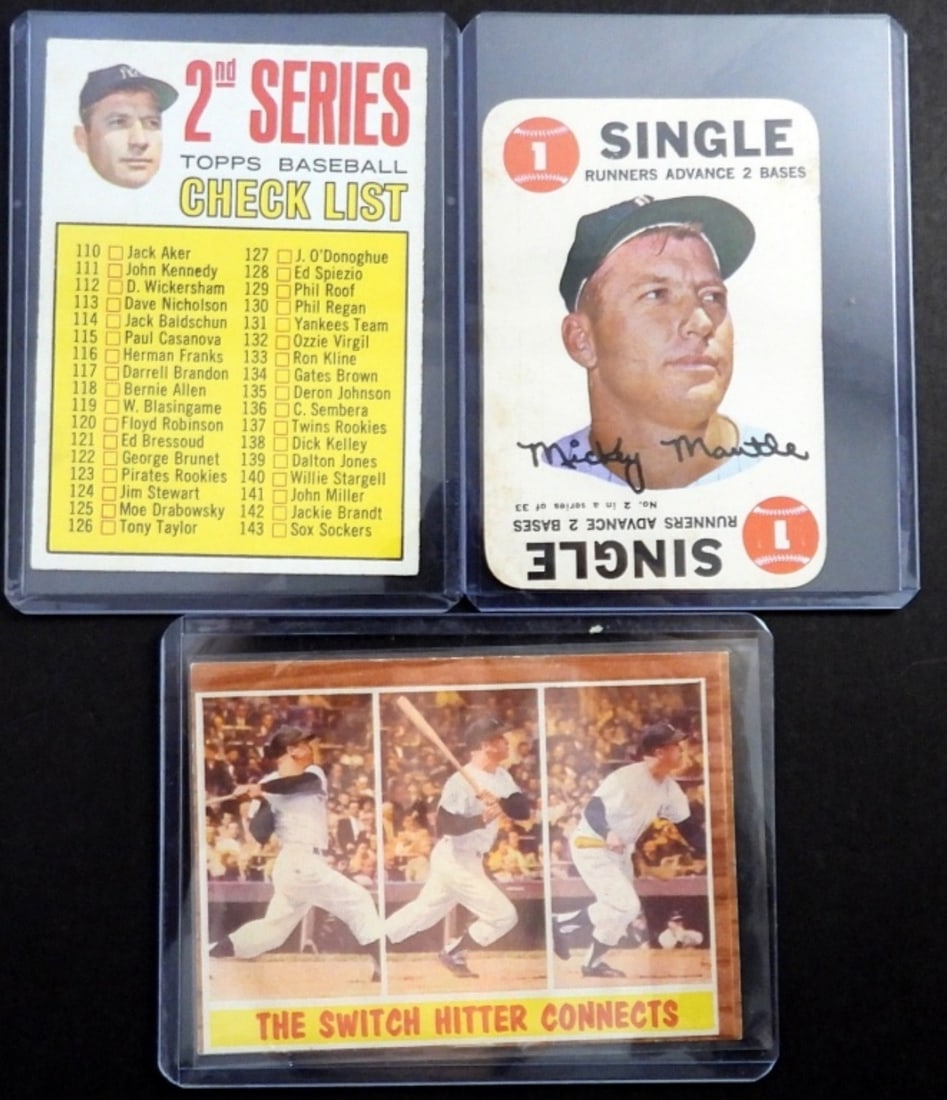 2nd SERIES
TOPPS BASEBALL
CHECK LIST
110 Jack Aker
111 John Kennedy
112 D. Wickersham
113 Dave Nicholson
114 Jack Baldschun
115 Paul Casanova
116 Herman Franks
117 Darrell Brandon
118 Bernie Allen
119 W. Blasingame
120 Floyd Robinson
121 Ed Bressoud
122 George Brunet
123 Pirates Rookies
124 Jim Stewart
125 Moe Drabowsky
126 Tony Taylor
127 J. O'Donoghue
128 Ed Spiezio
129 Phil Roof
130 Phil Regan
131 Yankees Team
132 Ozzie Virgil
133 Ron Kline
134 Gates Brown
135 Deron Johnson
136 C. Sembera
137 Twins Rookies
138 Dick Kelley
139 Dalton Jones
140 Willie Stargell
141 John Miller
142 Jackie Brandt
143 Sox Sockers
1 SINGLE
RUNNERS ADVANCE 2 BASES
Micky Mantle
No. 2 in a series of 33
RUNNERS ADVANCE 2 BASES
1 SINGLE
THE SWITCH HITTER CONNECTS